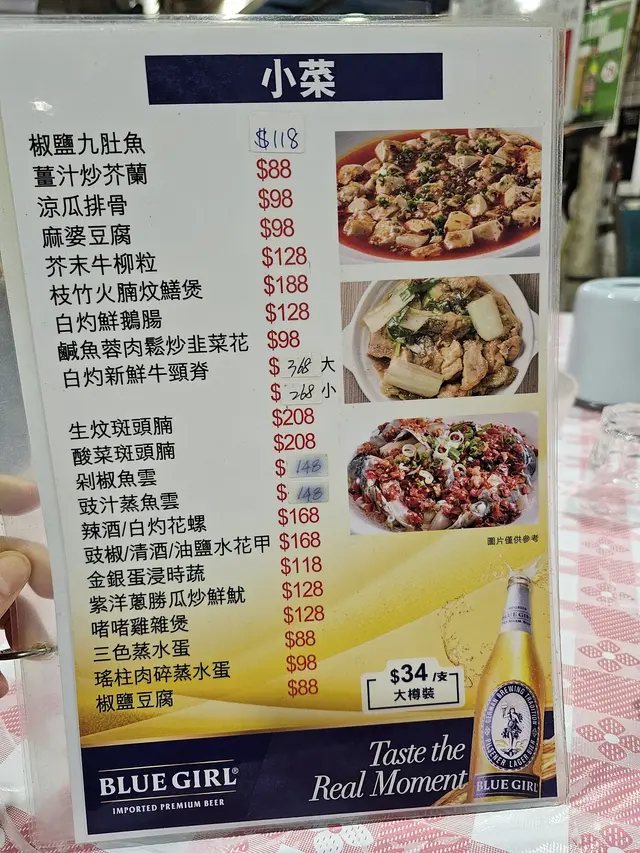 小菜
椒鹽九肚魚 $118
薑汁炒芥蘭 $88
涼瓜排骨 $98
麻婆豆腐 $98
芥末牛柳粒 $128
枝竹火腩炆鱔煲 $188
白灼鮮鵝腸 $128
鹹魚蓉肉鬆炒韭菜花 $98
白灼新鮮牛頸脊 $368 大
$268 小
生炆斑頭腩 $208
酸菜斑頭腩 $208
剁椒魚雲 $148
豉汁蒸魚雲 $148
辣酒/白灼花螺 $168
豉椒/清酒/油鹽水花甲 $168
金銀蛋浸時蔬 $118
紫洋蔥勝瓜炒鮮魷 $128
啫啫雞雜煲 $128
三色蒸水蛋 $88
瑤柱肉碎蒸水蛋 $98
椒鹽豆腐 $88
圖片僅供參考
$34/支
大樽裝
BLUE GIRL®
IMPORTED PREMIUM BEER
Taste the
Real Moment
BLUE GIRL
GERMAN BREWING TRADITION
BLUE GIRL